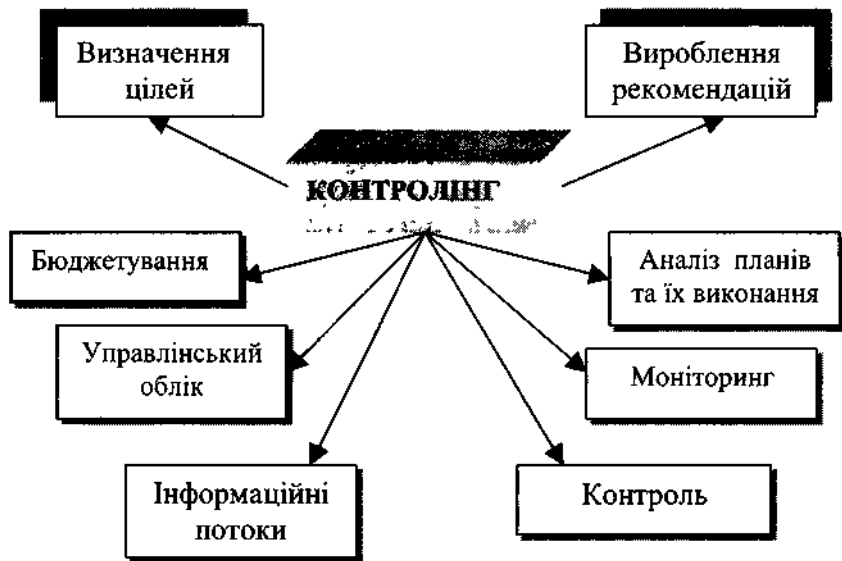 Визначення
цілей
Вироблення
рекомендацій
КОНТРОЛІНГ
Бюджетування
Аналіз планів
та їх виконання
Управлінський
облік
Моніторинг
Інформаційні
потоки
Контроль